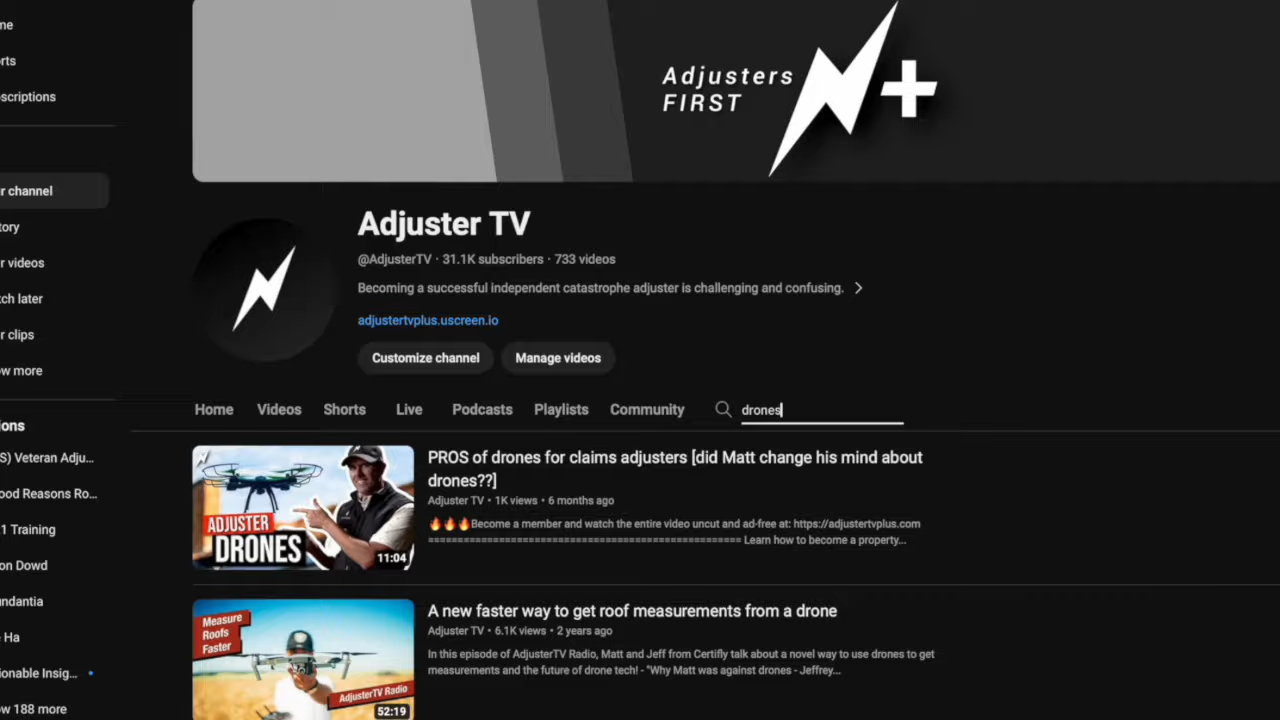 me
rts
scriptions
r channel
tory
r videos
tch later
r clips
ow more
ions
S) Veteran Adju...
ood Reasons Ro...
1 Training
on Dowd
undantia
e Ha
ionable Insig...
ow 188 more
Adjusters
FIRST
Adjuster TV
@AdjusterTV · 31.1K subscribers · 733 videos
Becoming a successful independent catastrophe adjuster is challenging and confusing.
adjustertvplus.uscreen.io
Customize channel Manage videos
Home Videos Shorts Live Podcasts Playlists Community drones
ADJUSTER
DRONES
11:04
PROS of drones for claims adjusters [did Matt change his mind about
drones??]
Adjuster TV • 1K views • 6 months ago
🔥🔥🔥Become a member and watch the entire video uncut and ad-free at: https://adjustertvplus.com
==================================================== Learn how to become a property...
Measure
Roofs
Faster
AdjusterTV Radio
52:19
A new faster way to get roof measurements from a drone
Adjuster TV • 6.1K views • 2 years ago
In this episode of AdjusterTV Radio, Matt and Jeff from Certifly talk about a novel way to use drones to get
measurements and the future of drone tech! - "Why Matt was against drones - Jeffrey...